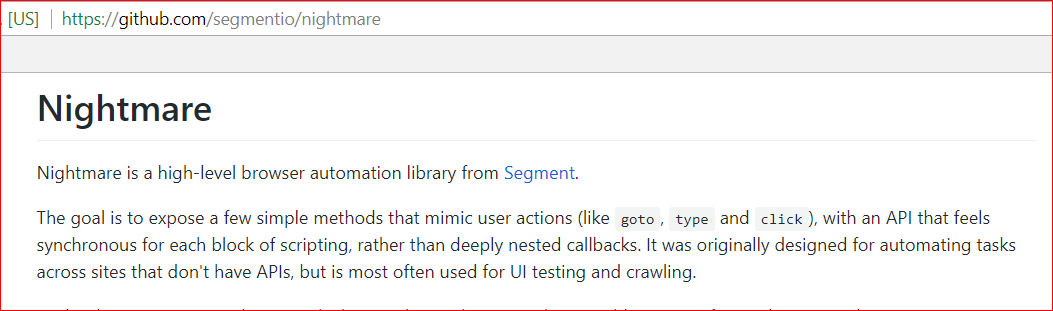 [US] https://github.com/segmentio/nightmare
Nightmare
Nightmare is a high-level browser automation library from Segment.
The goal is to expose a few simple methods that mimic user actions (like goto, type and click), with an API that feels
synchronous for each block of scripting, rather than deeply nested callbacks. It was originally designed for automating tasks
across sites that don't have APIs, but is most often used for UI testing and crawling.